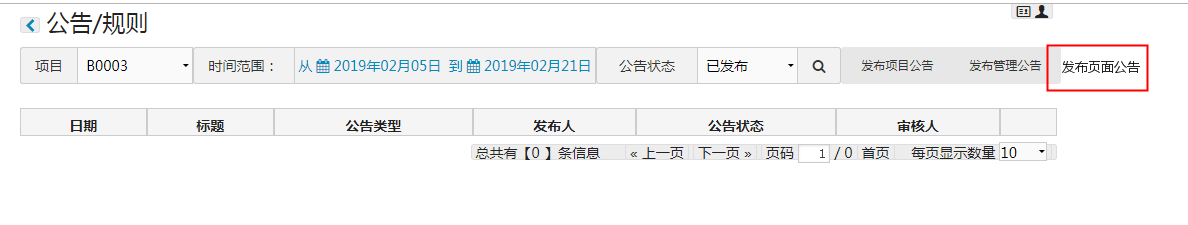 公告/规则
项目 B0003 时间范围： 从 2019年02月05日 到 2019年02月21日 公告状态 已发布 发布项目公告 发布管理公告 发布页面公告
日期 标题 公告类型 发布人 公告状态 审核人
总共有【0 】条信息 « 上一页 下一页 » 页码 1 / 0 首页 每页显示数量 10